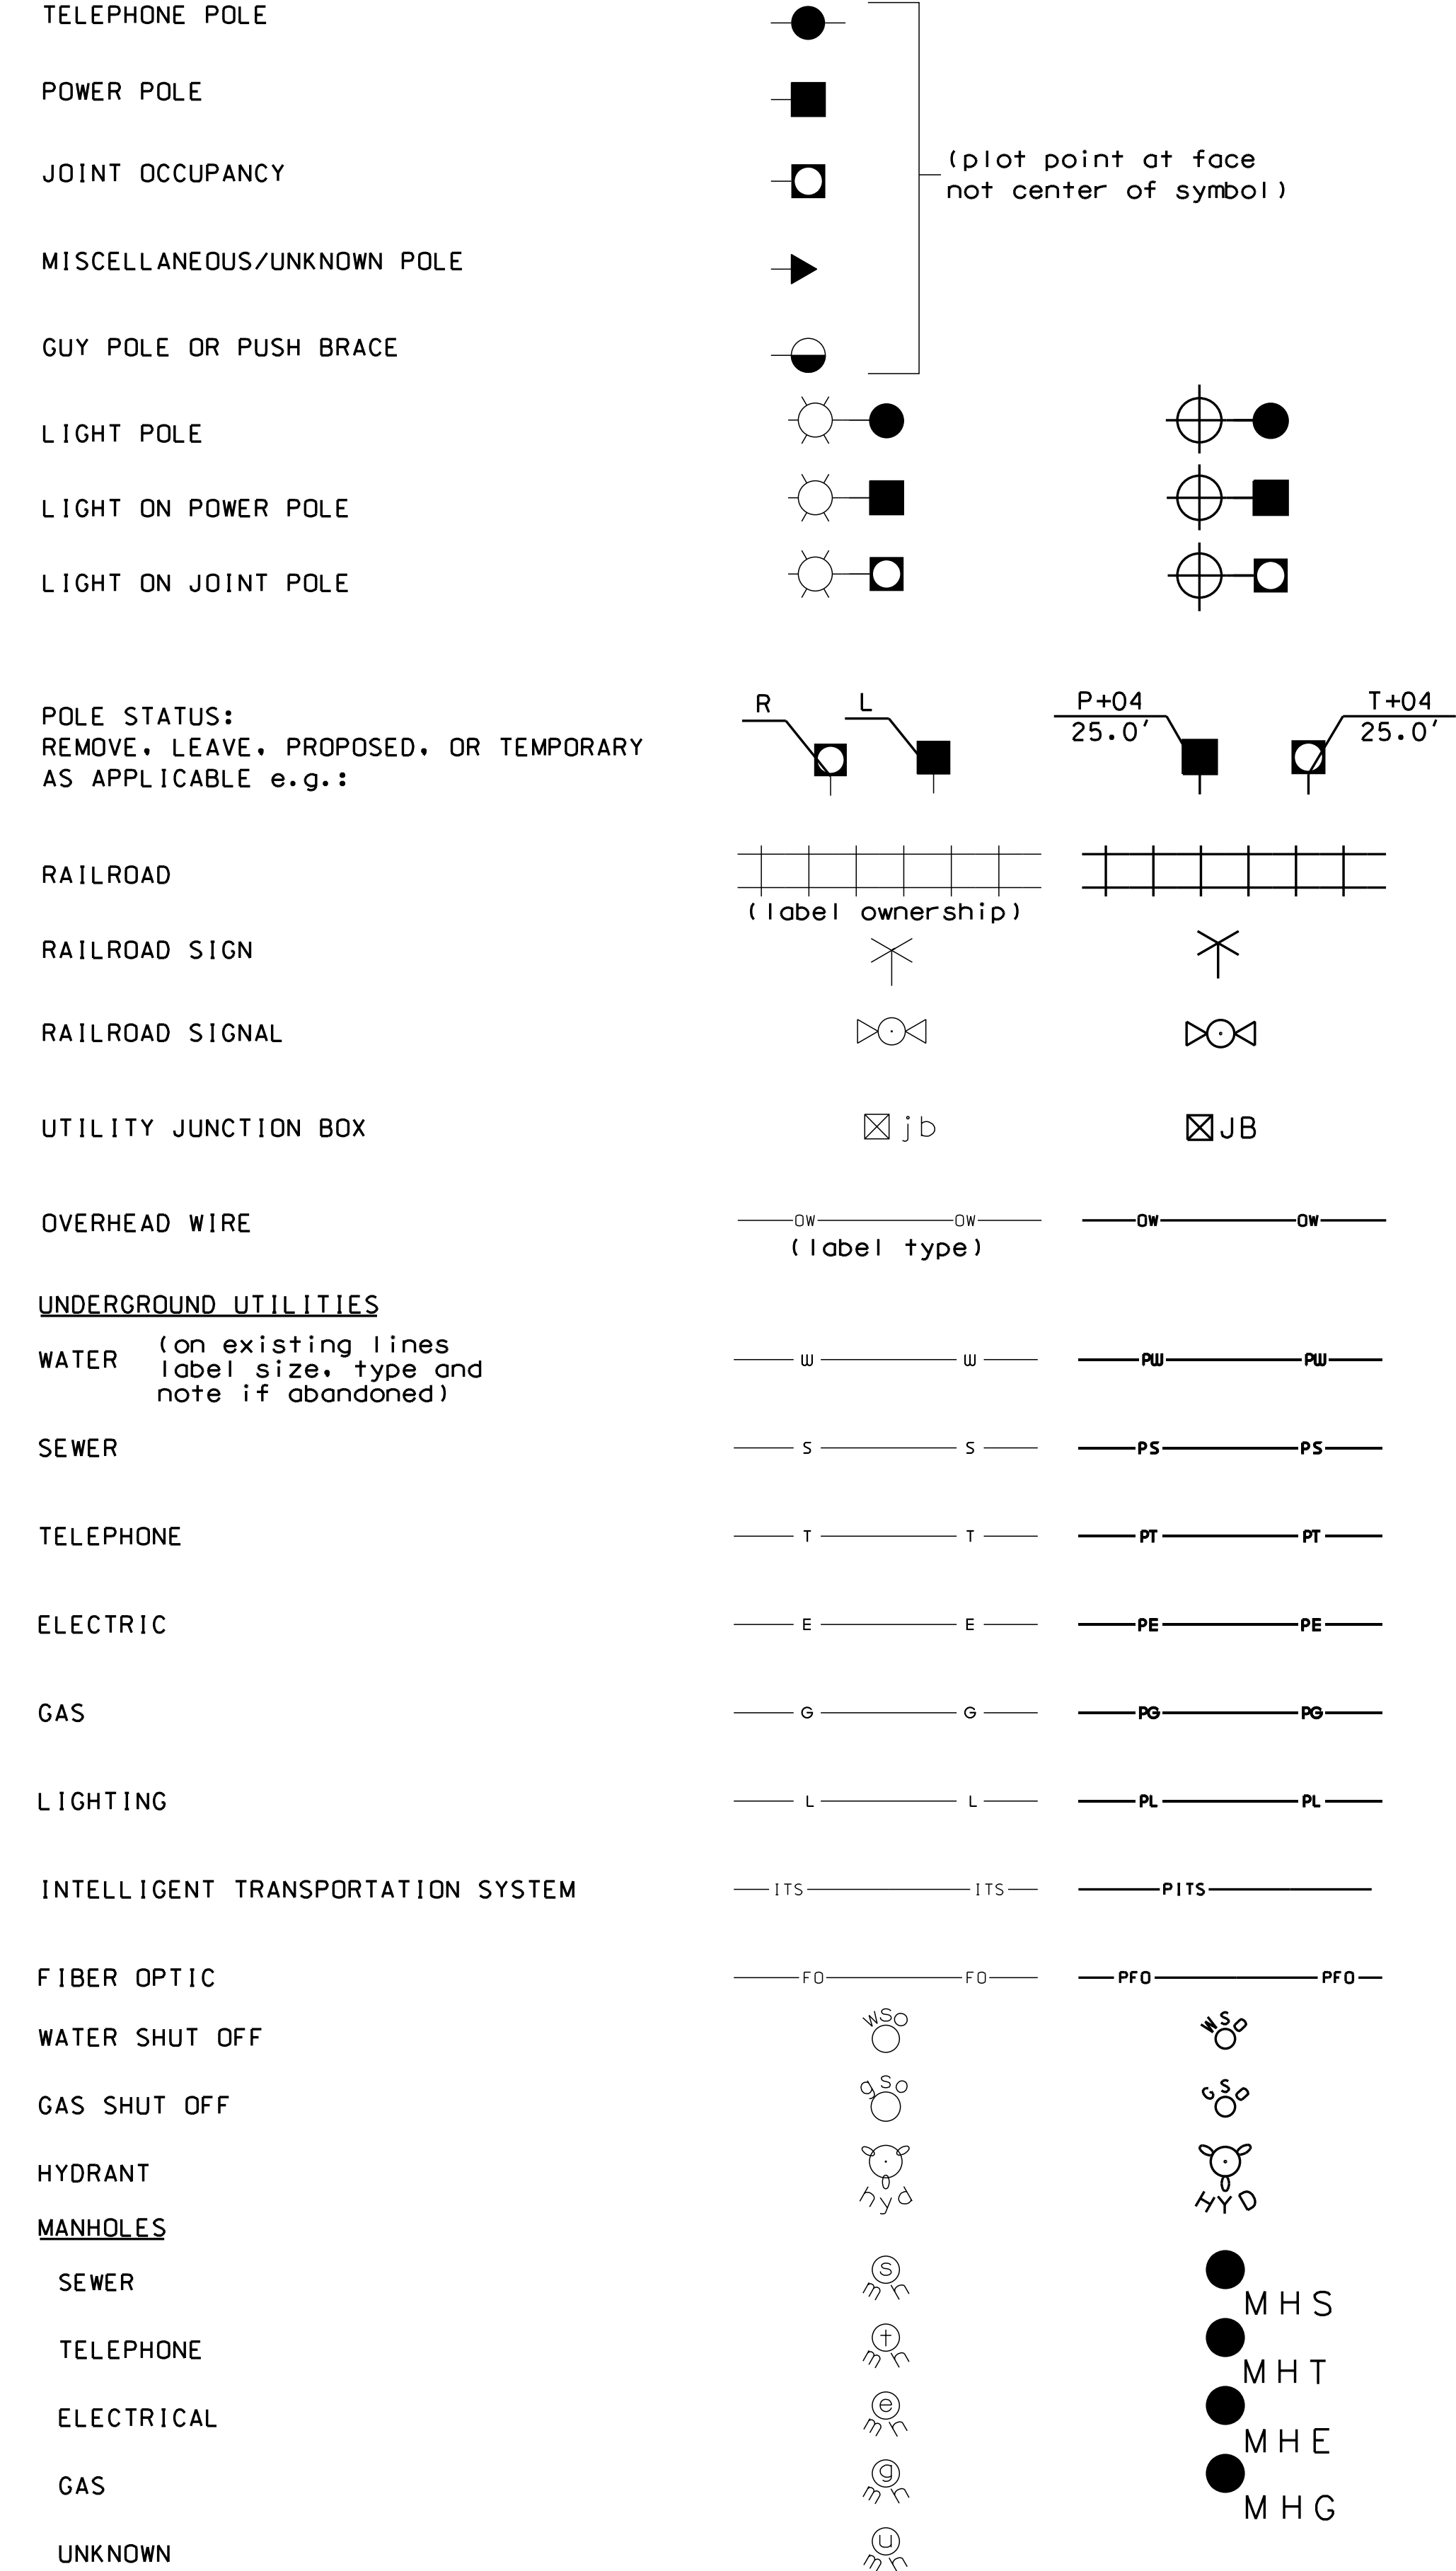 TELEPHONE POLE
POWER POLE
JOINT OCCUPANCY
(plot point at face
not center of symbol)
MISCELLANEOUS/UNKNOWN POLE
GUY POLE OR PUSH BRACE
LIGHT POLE
LIGHT ON POWER POLE
LIGHT ON JOINT POLE
POLE STATUS:
REMOVE, LEAVE, PROPOSED, OR TEMPORARY
AS APPLICABLE e.g.:
R L P+04 T+04
25.0' 25.0'
RAILROAD
(label ownership)
RAILROAD SIGN
RAILROAD SIGNAL
UTILITY JUNCTION BOX jb JB
OVERHEAD WIRE OW OW OW OW
(label type)
UNDERGROUND UTILITIES
WATER (on existing lines
label size, type and
note if abandoned)
W W PW PW
SEWER S S PS PS
TELEPHONE T T PT PT
ELECTRIC E E PE PE
GAS G G PG PG
LIGHTING L L PL PL
INTELLIGENT TRANSPORTATION SYSTEM ITS ITS PITS
FIBER OPTIC FO FO PFO PFO
WATER SHUT OFF wso WSO
GAS SHUT OFF gso GSO
HYDRANT hyd HYD
MANHOLES
SEWER s mh MHS
TELEPHONE t mh MHT
ELECTRICAL e mh MHE
GAS g mh MHG
UNKNOWN u mh